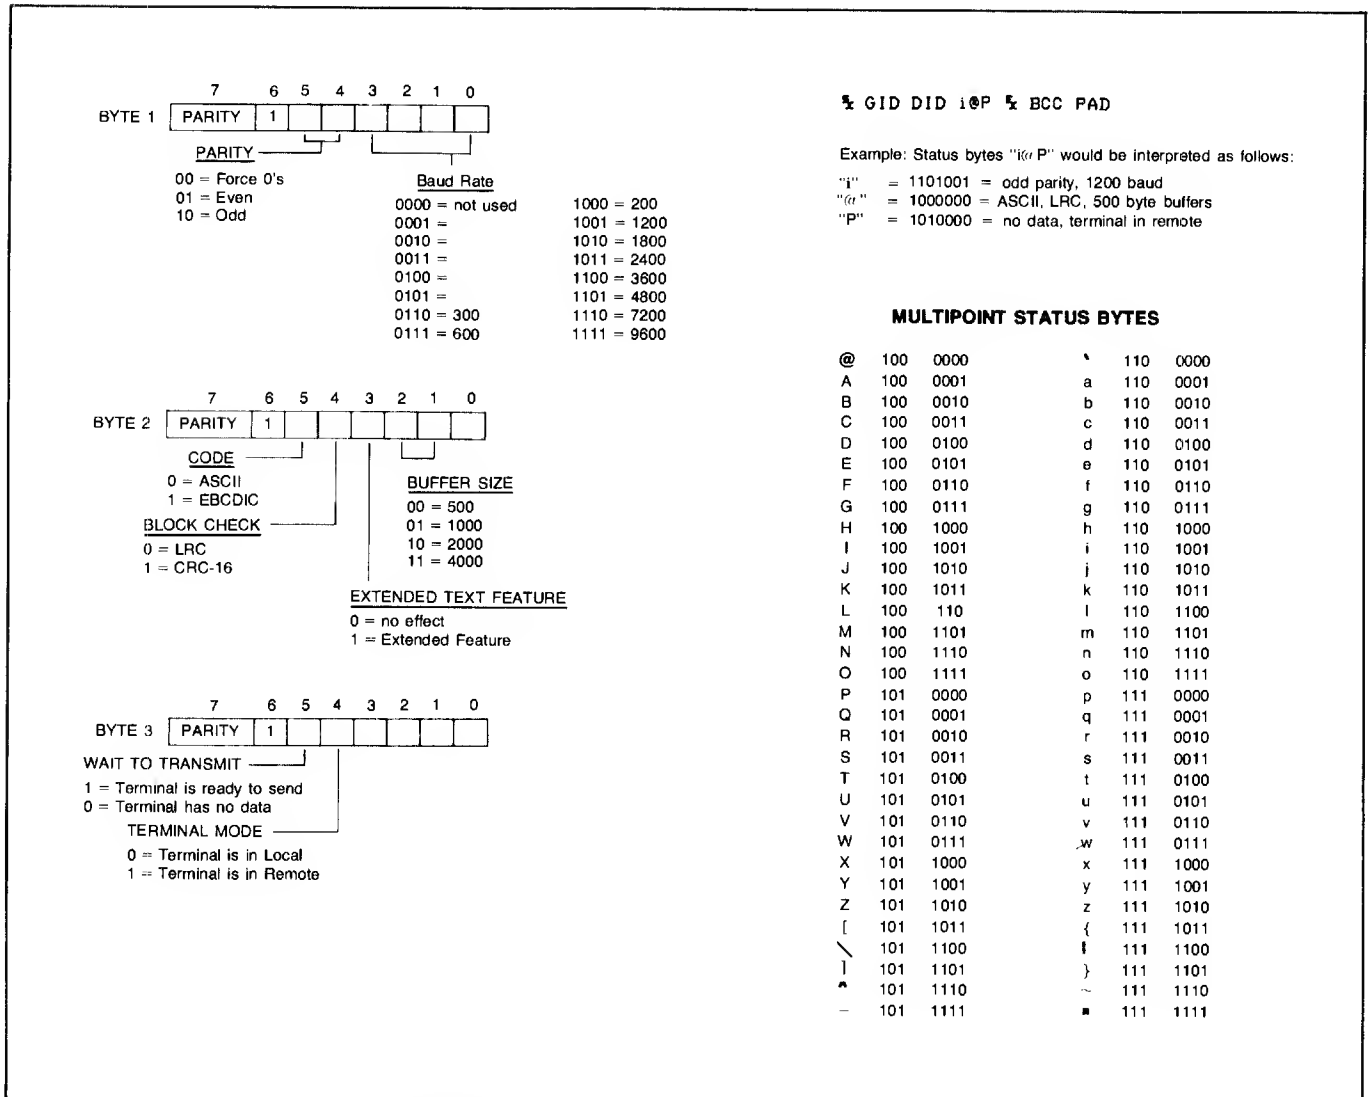 7 6 5 4 3 2 1 0
BYTE 1 PARITY 1
PARITY
00 = Force 0's
01 = Even
10 = Odd
Baud Rate
0000 = not used 1000 = 200
0001 = 1001 = 1200
0010 = 1010 = 1800
0011 = 1011 = 2400
0100 = 1100 = 3600
0101 = 1101 = 4800
0110 = 300 1110 = 7200
0111 = 600 1111 = 9600
7 6 5 4 3 2 1 0
BYTE 2 PARITY 1
CODE
0 = ASCII
1 = EBCDIC
BLOCK CHECK
0 = LRC
1 = CRC-16
BUFFER SIZE
00 = 500
01 = 1000
10 = 2000
11 = 4000
EXTENDED TEXT FEATURE
0 = no effect
1 = Extended Feature
7 6 5 4 3 2 1 0
BYTE 3 PARITY 1
WAIT TO TRANSMIT
1 = Terminal is ready to send
0 = Terminal has no data
TERMINAL MODE
0 = Terminal is in Local
1 = Terminal is in Remote
GID DID i@P BCC PAD
Example: Status bytes "i@P" would be interpreted as follows:
"i" = 1101001 = odd parity, 1200 baud
"@" = 1000000 = ASCII, LRC, 500 byte buffers
"P" = 1010000 = no data, terminal in remote
MULTIPOINT STATUS BYTES
@ 100 0000 ` 110 0000
A 100 0001 a 110 0001
B 100 0010 b 110 0010
C 100 0011 c 110 0011
D 100 0100 d 110 0100
E 100 0101 e 110 0101
F 100 0110 f 110 0110
G 100 0111 g 110 0111
H 100 1000 h 110 1000
I 100 1001 i 110 1001
J 100 1010 j 110 1010
K 100 1011 k 110 1011
L 100 110 l 110 1100
M 100 1101 m 110 1101
N 100 1110 n 110 1110
O 100 1111 o 110 1111
P 101 0000 p 111 0000
Q 101 0001 q 111 0001
R 101 0010 r 111 0010
S 101 0011 s 111 0011
T 101 0100 t 111 0100
U 101 0101 u 111 0101
V 101 0110 v 111 0110
W 101 0111 w 111 0111
X 101 1000 x 111 1000
Y 101 1001 y 111 1001
Z 101 1010 z 111 1010
[ 101 1011 { 111 1011
\ 101 1100 | 111 1100
] 101 1101 } 111 1101
^ 101 1110 ~ 111 1110
_ 101 1111 ■ 111 1111